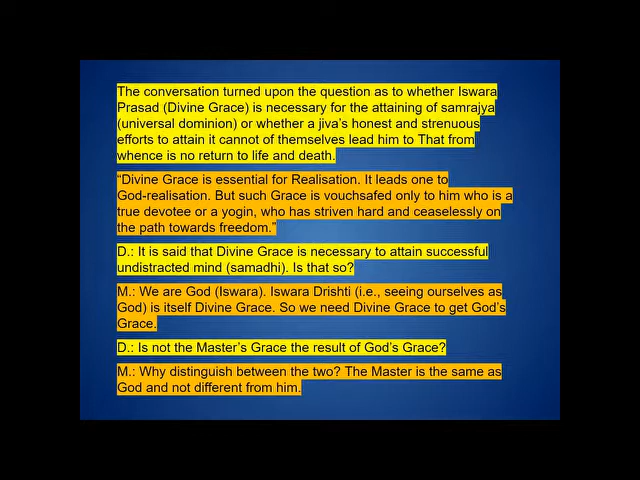 The conversation turned upon the question as to whether Iswara
Prasad (Divine Grace) is necessary for the attaining of samrajya
(universal dominion) or whether a jiva's honest and strenuous
efforts to attain it cannot of themselves lead him to That from
whence is no return to life and death.
“Divine Grace is essential for Realisation. It leads one to
God-realisation. But such Grace is vouchsafed only to him who is a
true devotee or a yogin, who has striven hard and ceaselessly on
the path towards freedom.”
D.: It is said that Divine Grace is necessary to attain successful
undistracted mind (samadhi). Is that so?
M.: We are God (Iswara). Iswara Drishti (i.e., seeing ourselves as
God) is itself Divine Grace. So we need Divine Grace to get God's
Grace.
D.: Is not the Master's Grace the result of God's Grace?
M.: Why distinguish between the two? The Master is the same as
God and not different from him.